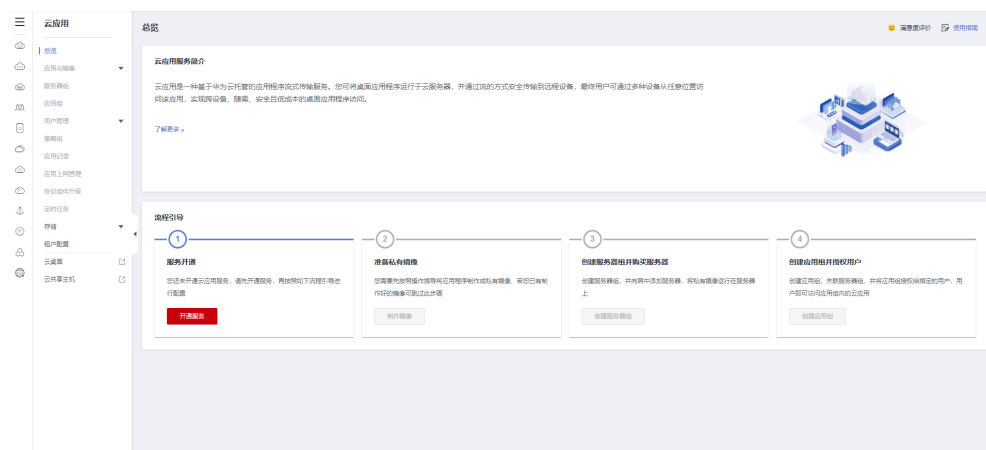 云应用
总览
应用与镜像
服务器组
应用组
用户管理
策略组
应用记录
应用上网管理
协议组件升级
定时任务
存储
租户配置
云桌面
云共享主机
总览
满意度评价
使用指南
云应用服务简介
云应用是一种基于华为云托管的应用程序流式传输服务。您可将桌面应用程序运行于云服务器，并通过流的方式安全传输到远程设备，最终用户可通过多种设备从任意位置访
问该应用，实现跨设备、随需、安全且低成本的桌面应用程序访问。
了解更多 »
流程引导
1
服务开通
您还未开通云应用服务，请先开通服务，再按照如下流程引导进
行配置
开通服务
2
准备私有镜像
您需要先按照操作指导将应用程序制作成私有镜像，若您已有制
作好的镜像可跳过此步骤
制作镜像
3
创建服务器组并购买服务器
创建服务器组，并向其中添加服务器，将私有镜像运行在服务器
上
创建服务器组
4
创建应用组并授权用户
创建应用组，关联服务器组，并将应用组授权给指定的用户，用
户即可访问应用组内的云应用
创建应用组